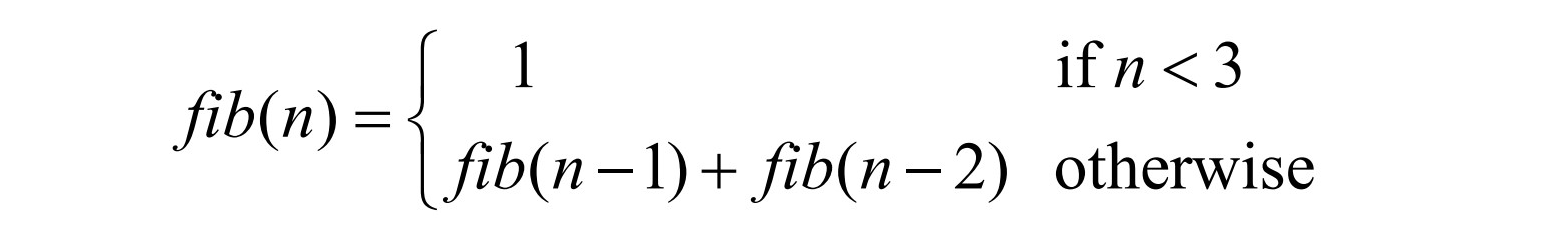 fib(n) = { 1 if n < 3
fib(n − 1) + fib(n − 2) otherwise